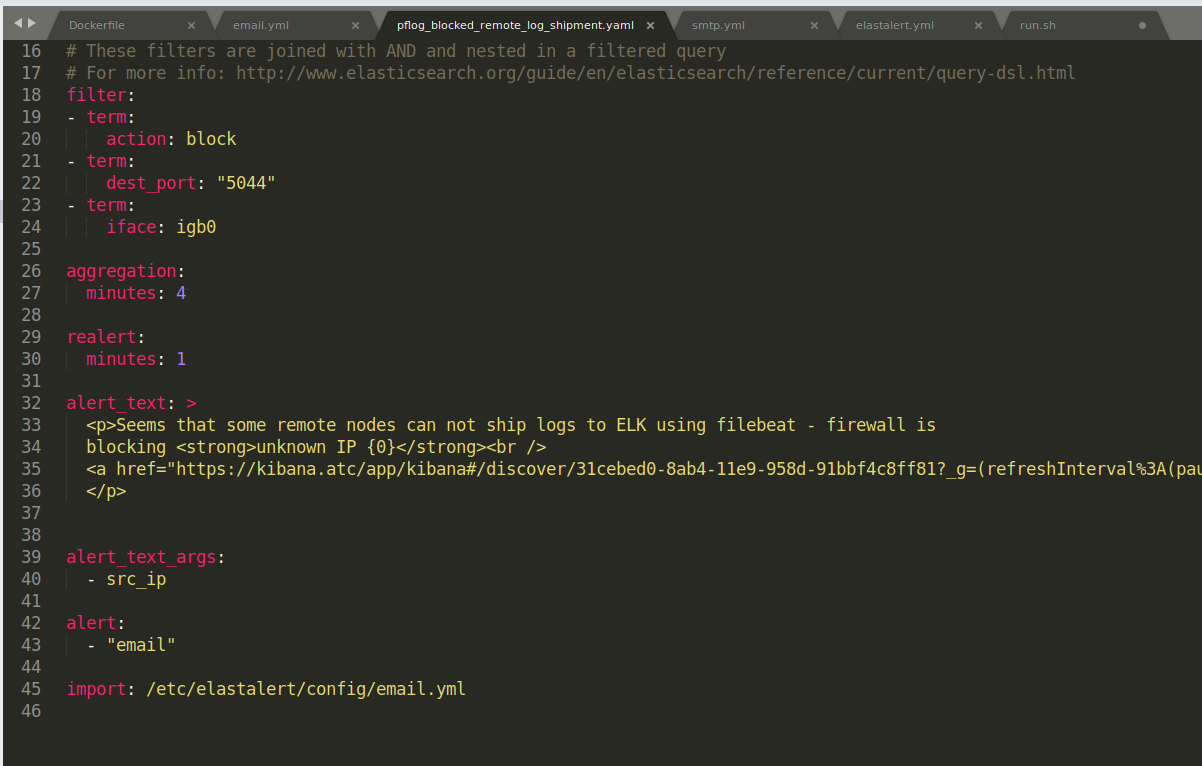 Dockerfile × email.yml × pflog_blocked_remote_log_shipment.yaml × smtp.yml × elastalert.yml × run.sh
16 # These filters are joined with AND and nested in a filtered query
17 # For more info: http://www.elasticsearch.org/guide/en/elasticsearch/reference/current/query-dsl.html
18 filter:
19 - term:
20     action: block
21 - term:
22     dest_port: "5044"
23 - term:
24     iface: igb0
25
26 aggregation:
27   minutes: 4
28
29 realert:
30   minutes: 1
31
32 alert_text: >
33   <p>Seems that some remote nodes can not ship logs to ELK using filebeat - firewall is
34   blocking <strong>unknown IP {0}</strong><br />
35   <a href="https://kibana.atc/app/kibana#/discover/31cebed0-8ab4-11e9-958d-91bbf4c8ff81?_g=(refreshInterval%3A(pau
36   </p>
37
38
39 alert_text_args:
40   - src_ip
41
42 alert:
43   - "email"
44
45 import: /etc/elastalert/config/email.yml
46